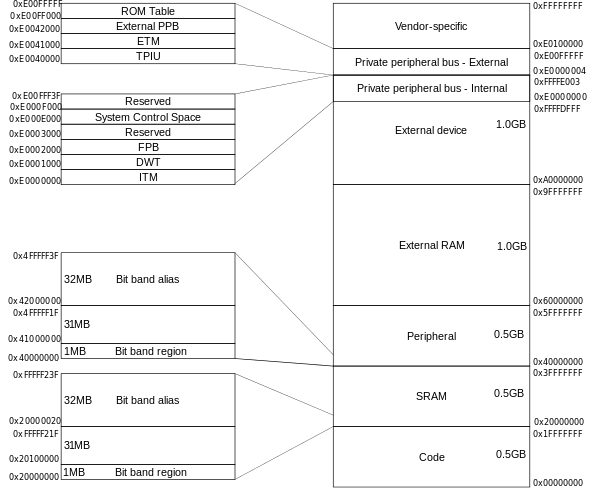 0xE00FFFFF
ROM Table
0xE00FF000
External PPB
0xE0042000
ETM
0xE0041000
TPIU
0xE0040000
0xE00FFF3F
Reserved
0xE000F000
System Control Space
0xE000E000
Reserved
0xE0003000
FPB
0xE0002000
DWT
0xE0001000
ITM
0xE0000000
0x4FFFFF3F
32MB Bit band alias
0x42000000
0x4FFFFF1F
31MB
0x41000000
1MB Bit band region
0x40000000
0xFFFFF23F
32MB Bit band alias
0x20000020
0xFFFFF21F
31MB
0x20100000
1MB Bit band region
0x20000000
0xFFFFFFFF
Vendor-specific
0xE0100000
0xE00FFFFF
Private peripheral bus - External
0xE0000004
0xFFFFE003
Private peripheral bus - Internal
0xE0000000
0xFFFFDFFF
External device 1.0GB
0xA0000000
0x9FFFFFFF
External RAM 1.0GB
0x60000000
0x5FFFFFFF
Peripheral 0.5GB
0x40000000
0x3FFFFFFF
SRAM 0.5GB
0x20000000
0x1FFFFFFF
Code 0.5GB
0x00000000